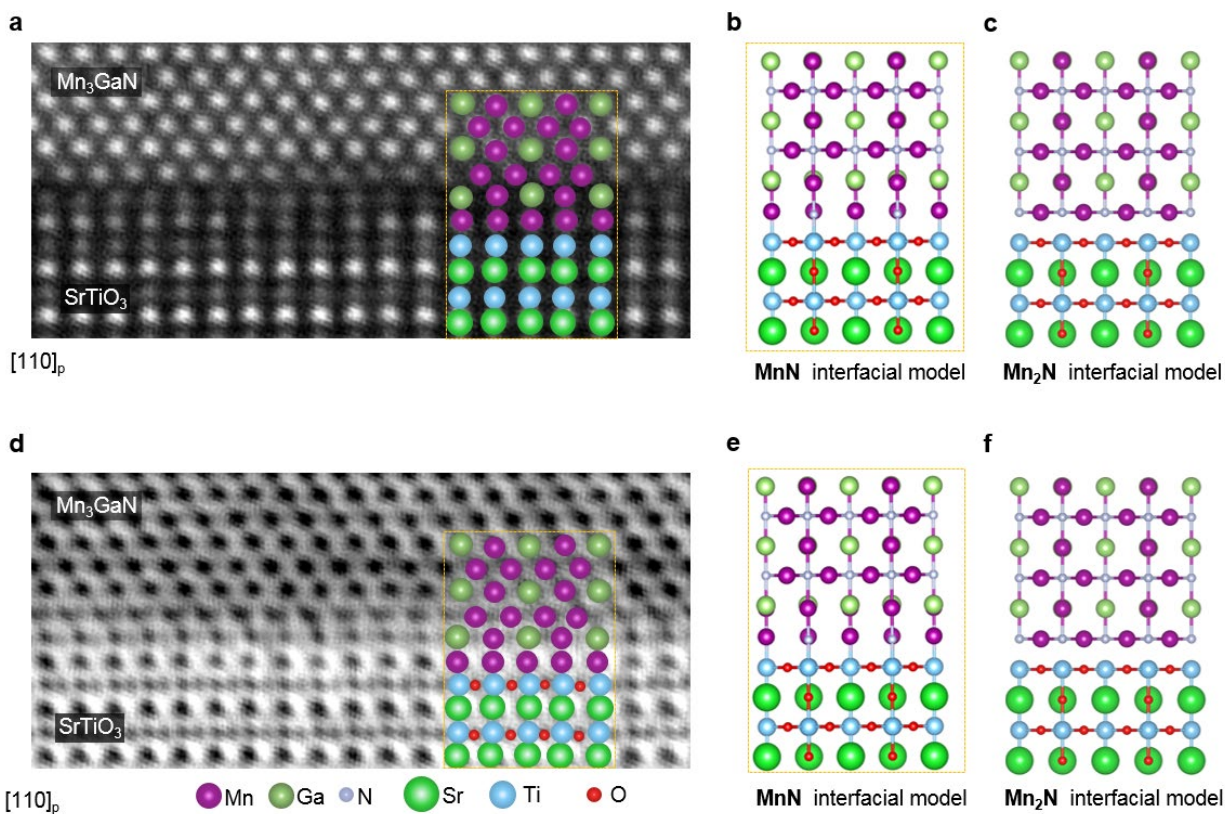 a
b
c
Mn₃GaN
SrTiO₃
[110]ₚ
MnN interfacial model
Mn₂N interfacial model
d
e
f
Mn₃GaN
SrTiO₃
[110]ₚ
Mn Ga N Sr Ti O
MnN interfacial model
Mn₂N interfacial model